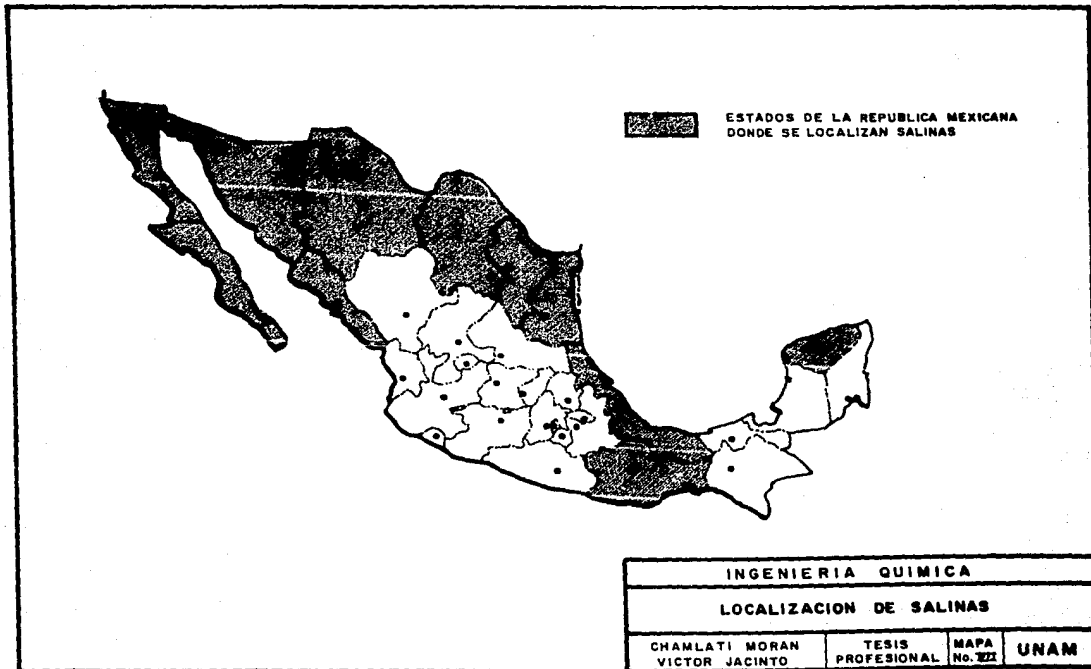 ESTADOS DE LA REPUBLICA MEXICANA
DONDE SE LOCALIZAN SALINAS
INGENIERIA QUIMICA
LOCALIZACION DE SALINAS
CHAMLATI MORAN
VICTOR JACINTO
TESIS
PROFESIONAL
MAPA
No.
UNAM